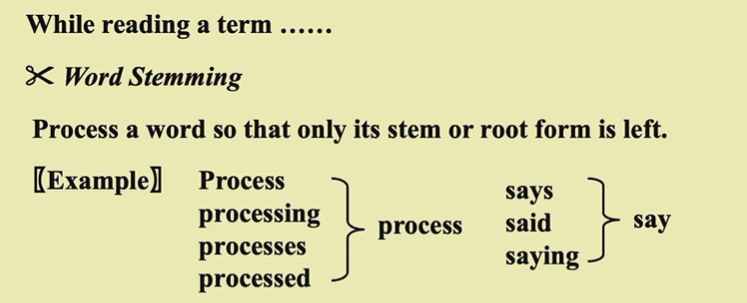 While reading a term ......
Word Stemming
Process a word so that only its stem or root form is left.
〖Example〗 Process
processing
processes
processed
process
says
said
saying
say